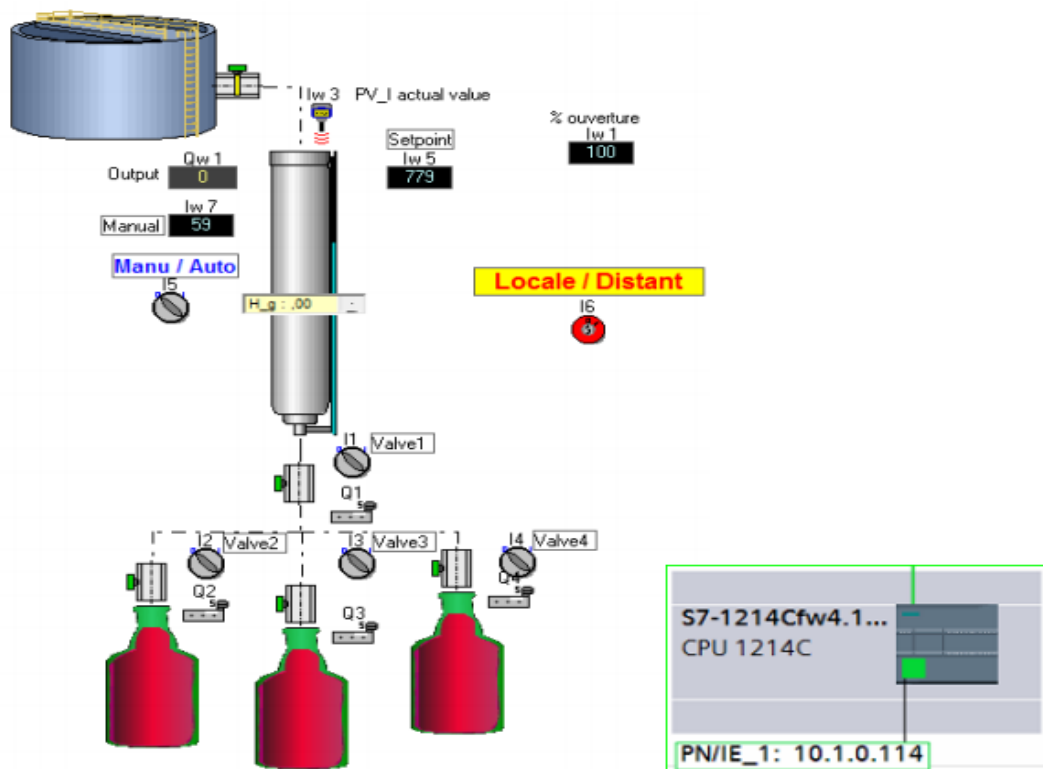 Iw 3 PV_I actual value
% ouverture
Iw 1
100
Setpoint
Iw 5
779
Qw 1
Output 0
Iw 7
Manual 59
Manu / Auto
I5
Locale / Distant
I6
H_g : ,00
I1 Valve1
Q1
I2 Valve2
I3 Valve3
I4 Valve4
Q2
Q3
Q4
S7-1214Cfw4.1...
CPU 1214C
PN/IE_1: 10.1.0.114